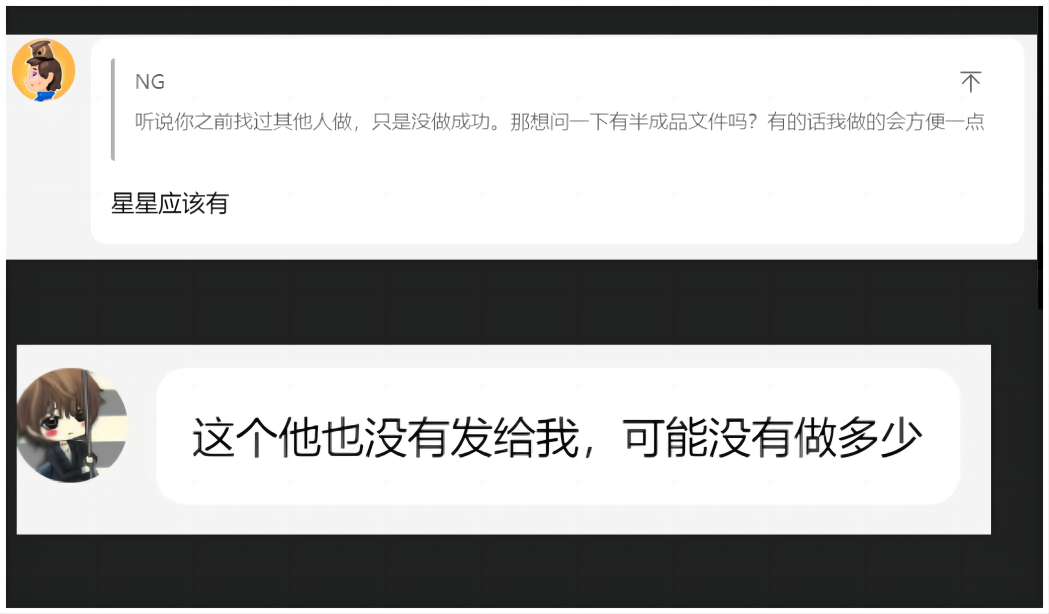 NG
听说你之前找过其他人做，只是没做成功。那想问一下有半成品文件吗？有的话我做的会方便一点
星星应该有
这个他也没有发给我，可能没有做多少